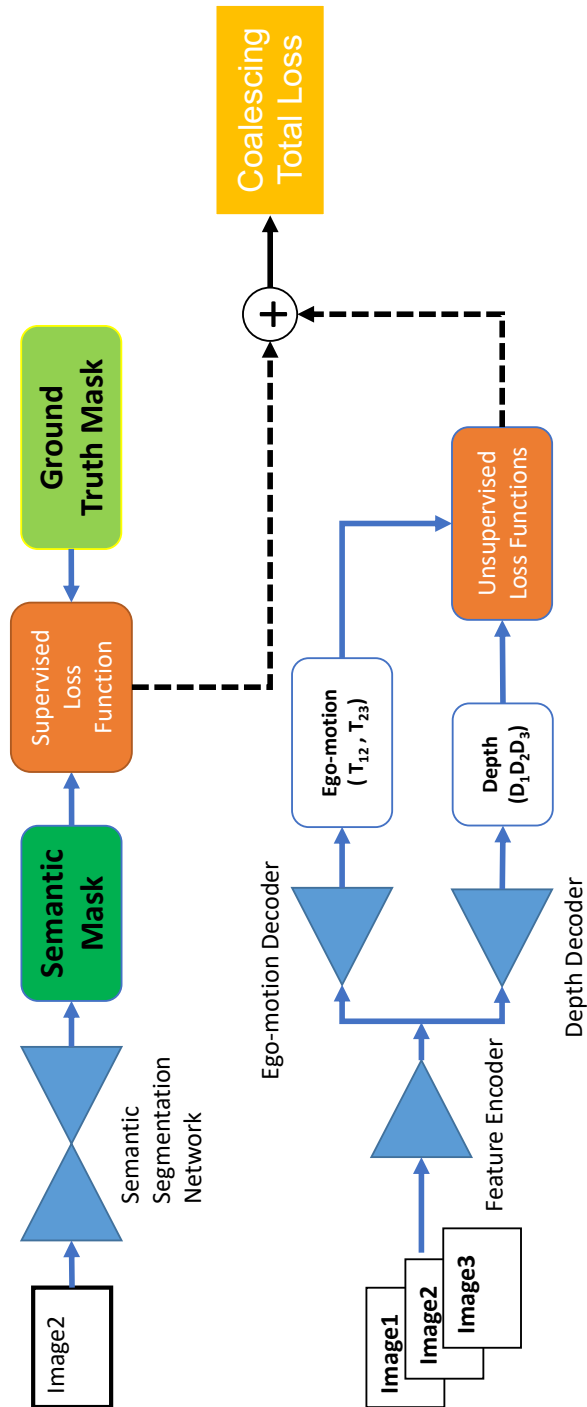 Image2
Semantic
Segmentation
Network
Semantic
Mask
Supervised
Loss
Function
Ground
Truth Mask
Image1
Image2
Image3
Feature Encoder
Ego-motion Decoder
Depth Decoder
Ego-motion
( T₁₂ , T₂₃)
Depth
(D₁D₂D₃)
Unsupervised
Loss Functions
+
Coalescing
Total Loss